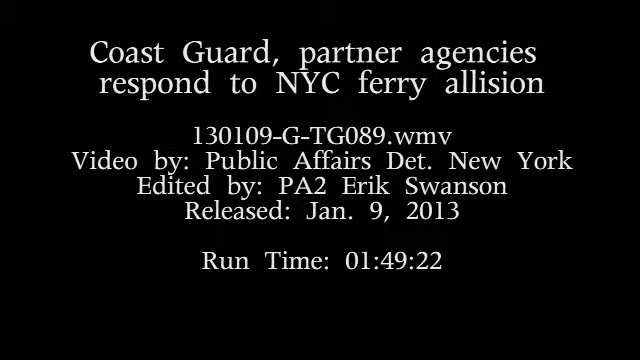 Coast Guard, partner agencies
respond to NYC ferry allision
130109-G-TG089.wmv
Video by: Public Affairs Det. New York
Edited by: PA2 Erik Swanson
Released: Jan. 9, 2013
Run Time: 01:49:22